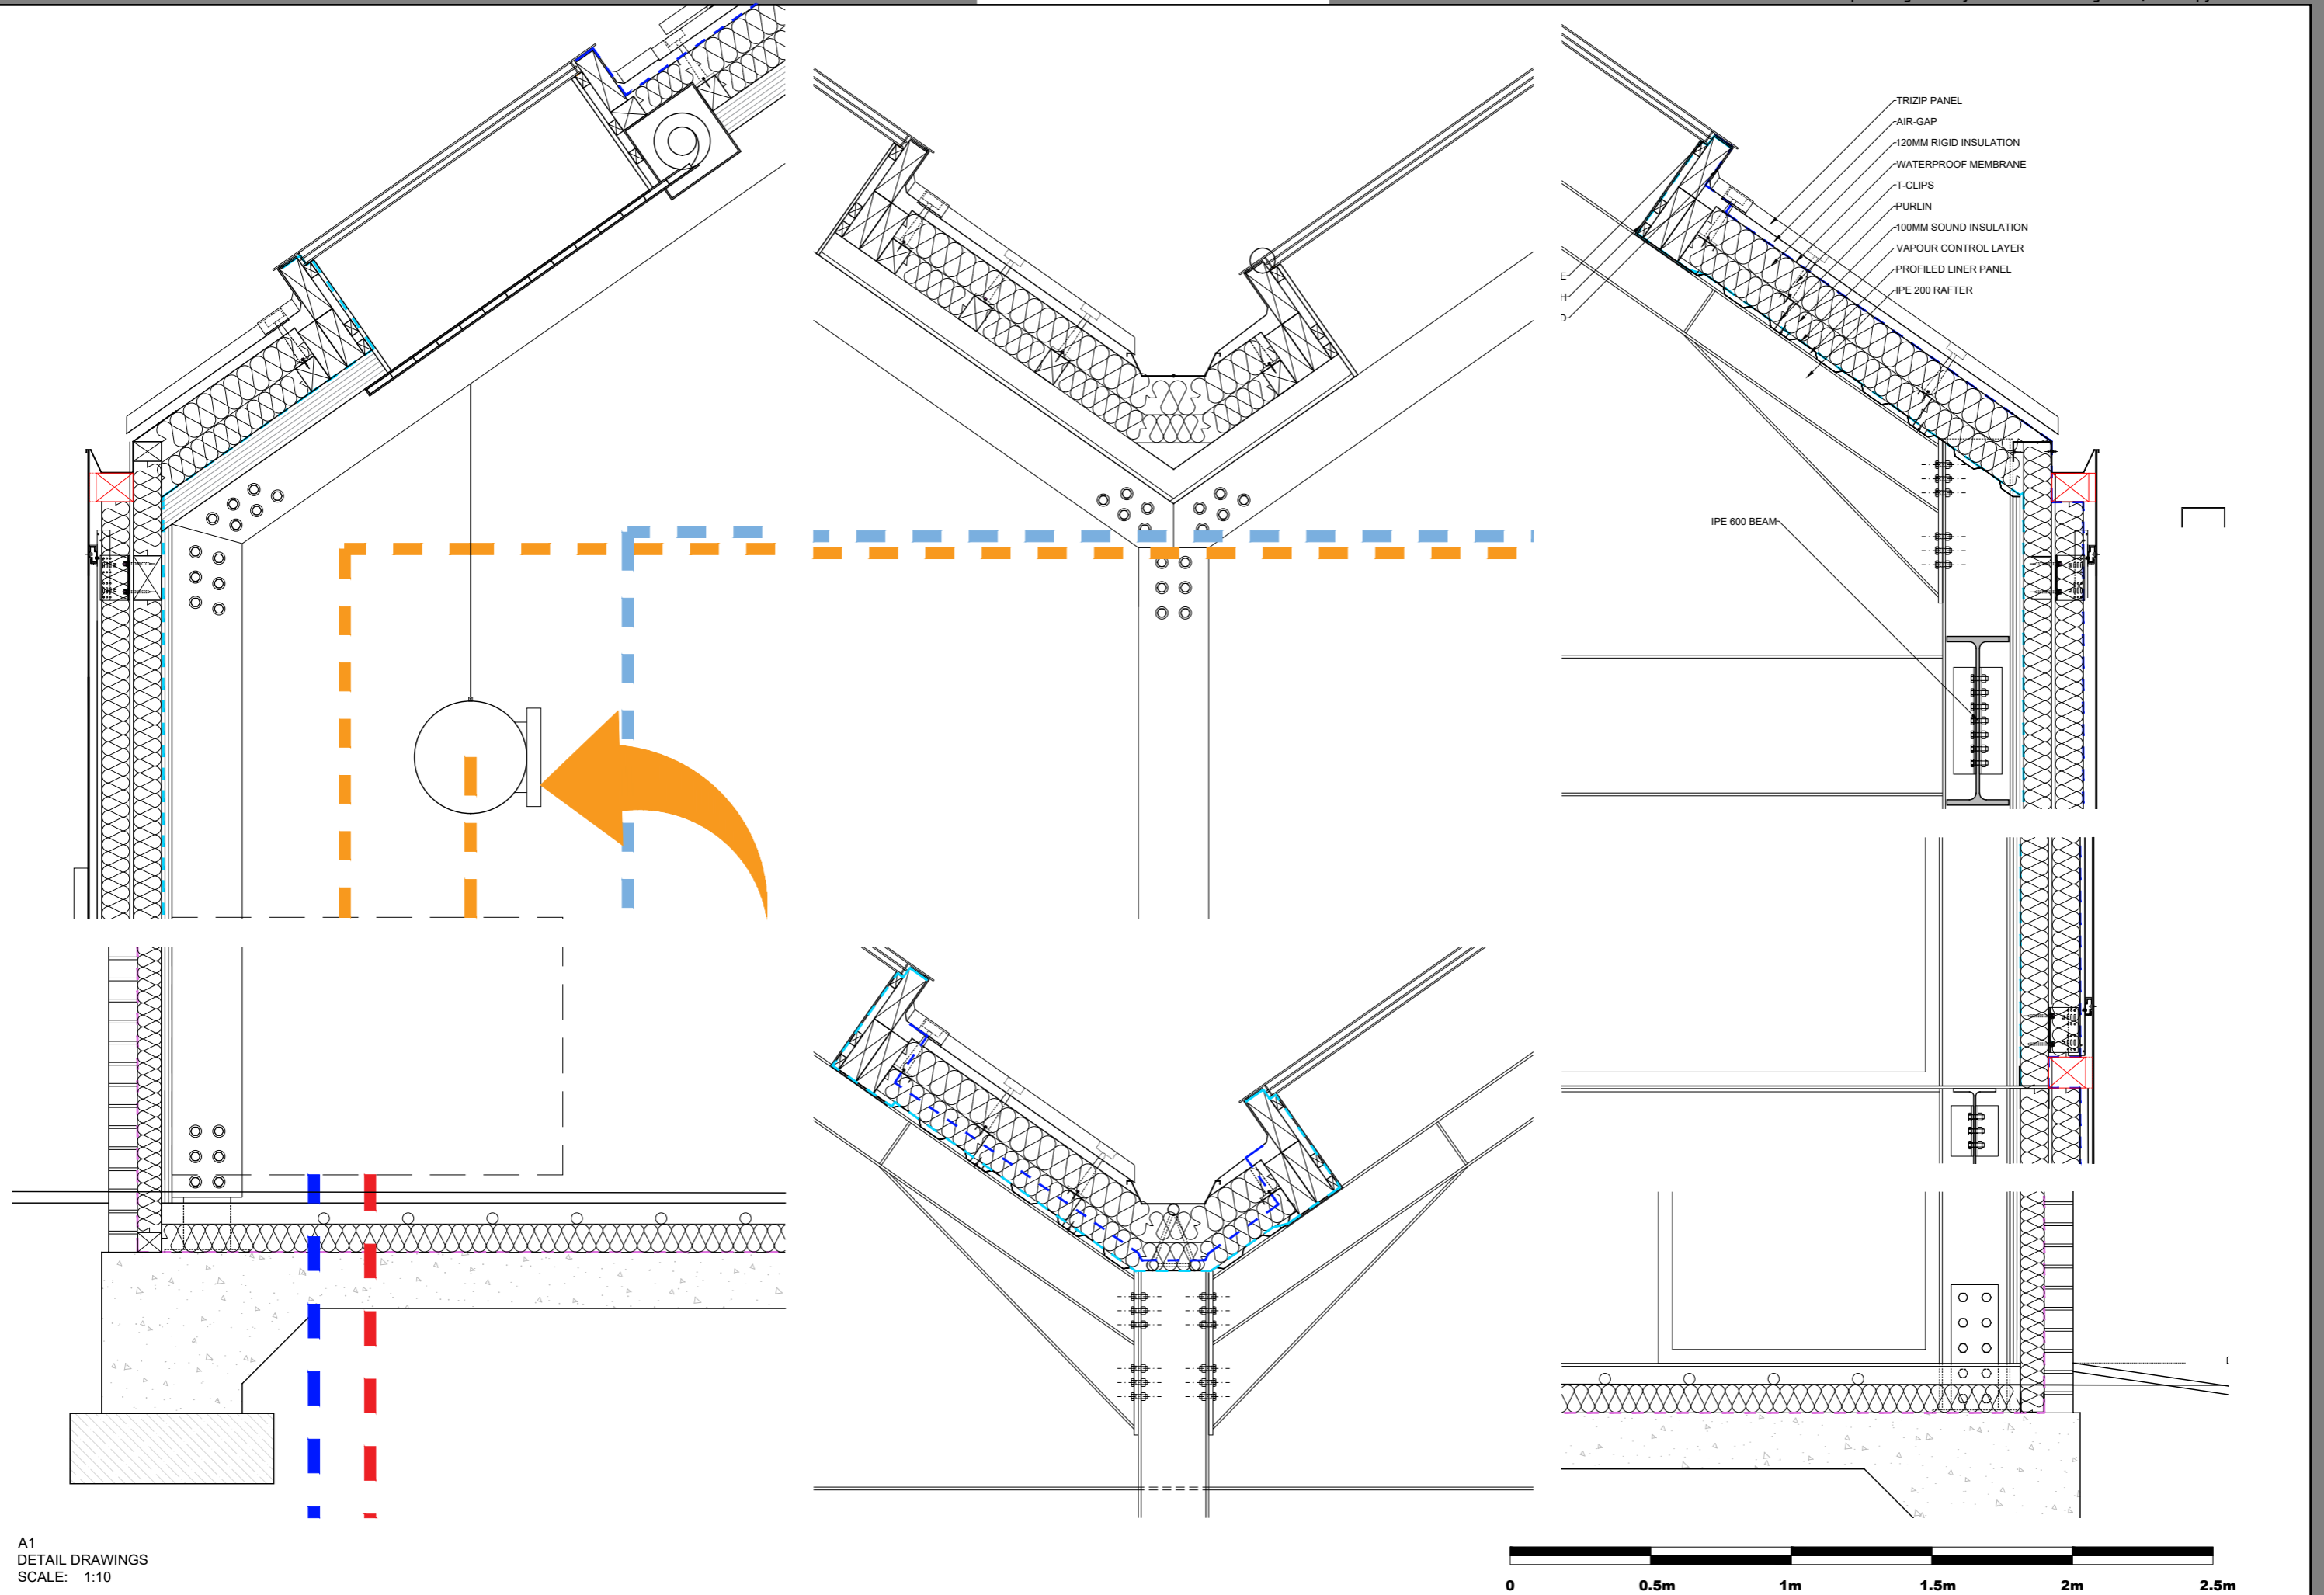 TRIZIP PANEL
AIR-GAP
120MM RIGID INSULATION
WATERPROOF MEMBRANE
T-CLIPS
PURLIN
100MM SOUND INSULATION
VAPOUR CONTROL LAYER
PROFILED LINER PANEL
IPE 200 RAFTER
IPE 600 BEAM
A1
DETAIL DRAWINGS
SCALE: 1:10
0 0.5m 1m 1.5m 2m 2.5m